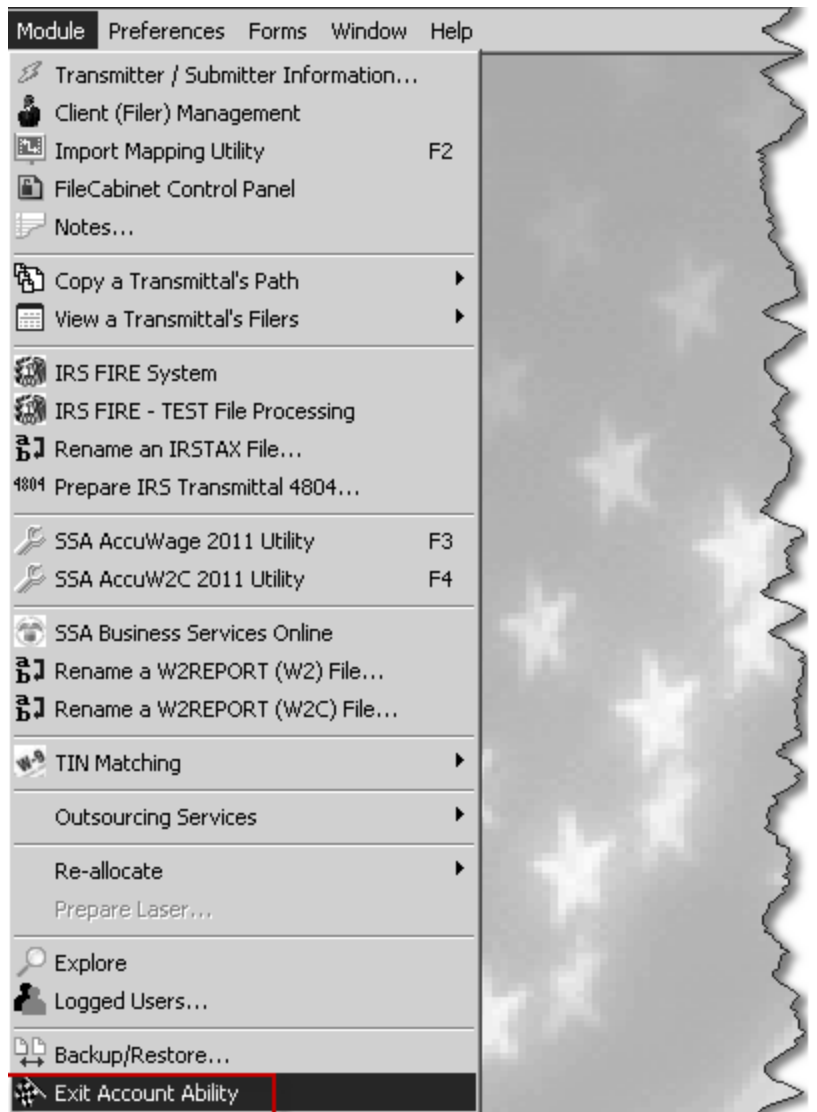 Module Preferences Forms Window Help
Transmitter / Submitter Information...
Client (Filer) Management
Import Mapping Utility F2
FileCabinet Control Panel
Notes...
Copy a Transmittal's Path
View a Transmittal's Filers
IRS FIRE System
IRS FIRE - TEST File Processing
ab Rename an IRSTAX File...
4804 Prepare IRS Transmittal 4804...
SSA AccuWage 2011 Utility F3
SSA AccuW2C 2011 Utility F4
SSA Business Services Online
ab Rename a W2REPORT (W2) File...
ab Rename a W2REPORT (W2C) File...
W-9 TIN Matching
Outsourcing Services
Re-allocate
Prepare Laser...
Explore
Logged Users...
Backup/Restore...
Exit Account Ability